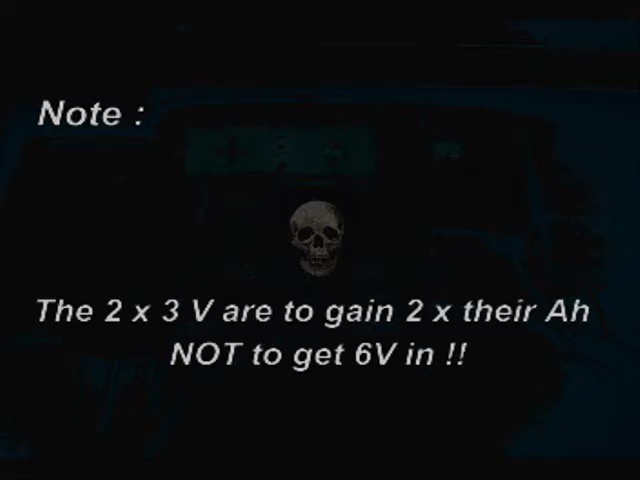 Note :
The 2 x 3 V are to gain 2 x their Ah
NOT to get 6V in !!